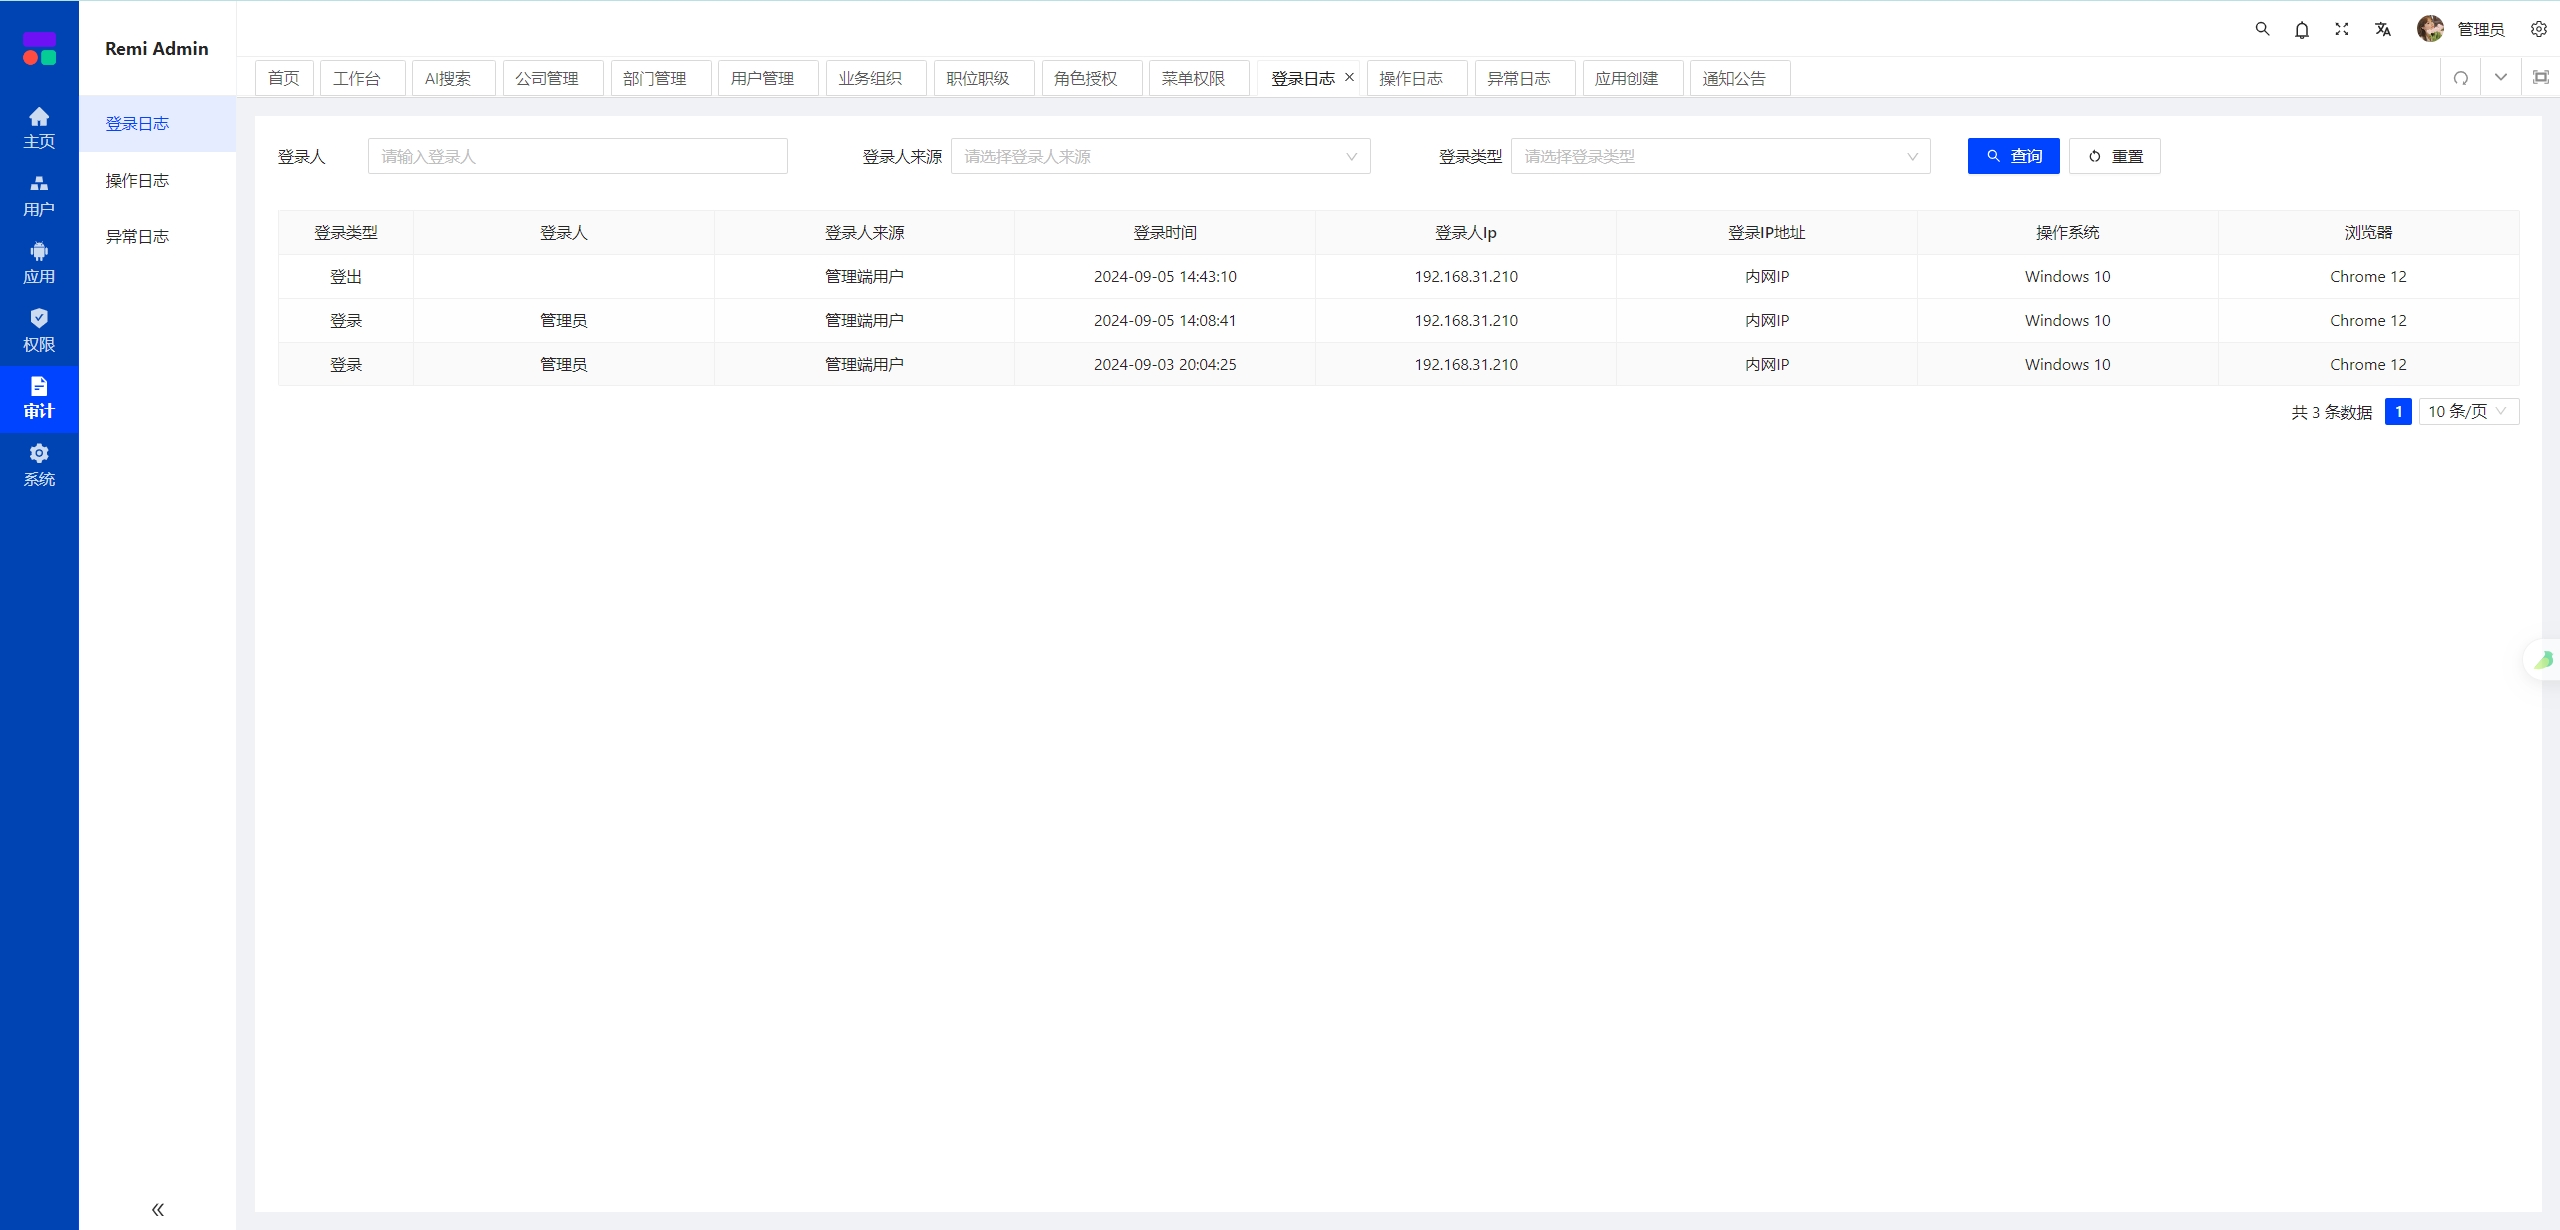 Remi Admin
管理员
首页 工作台 AI搜索 公司管理 部门管理 用户管理 业务组织 职位职级 角色授权 菜单权限 登录日志 操作日志 异常日志 应用创建 通知公告
主页
用户
应用
权限
审计
系统
登录日志
操作日志
异常日志
登录人 请输入登录人 登录人来源 请选择登录人来源 登录类型 请选择登录类型 查询 重置
登录类型 登录人 登录人来源 登录时间 登录人Ip 登录IP地址 操作系统 浏览器
登出 管理端用户 2024-09-05 14:43:10 192.168.31.210 内网IP Windows 10 Chrome 12
登录 管理员 管理端用户 2024-09-05 14:08:41 192.168.31.210 内网IP Windows 10 Chrome 12
登录 管理员 管理端用户 2024-09-03 20:04:25 192.168.31.210 内网IP Windows 10 Chrome 12
共 3 条数据 1 10 条/页